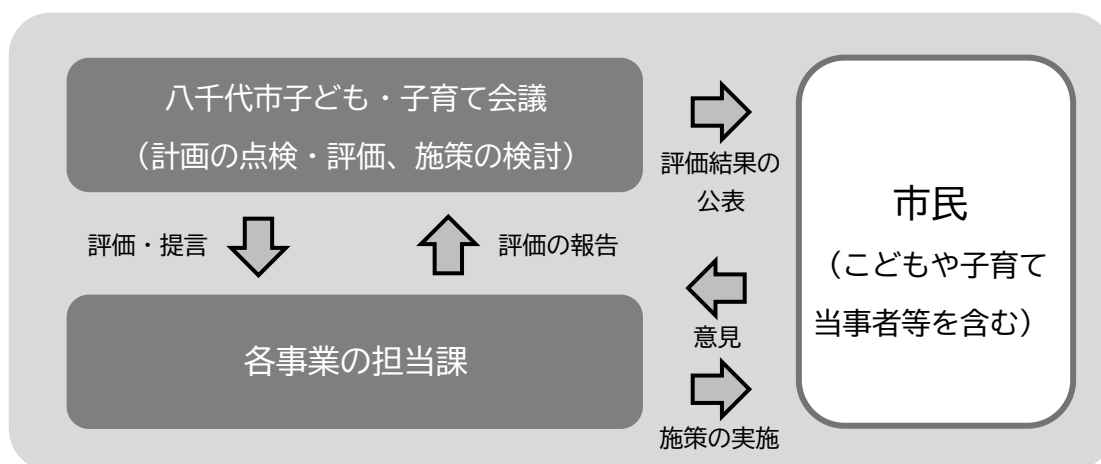 八千代市子ども・子育て会議
（計画の点検・評価、施策の検討）
評価結果の
公表
評価・提言
評価の報告
市民
（こどもや子育て
当事者等を含む）
意見
各事業の担当課
施策の実施